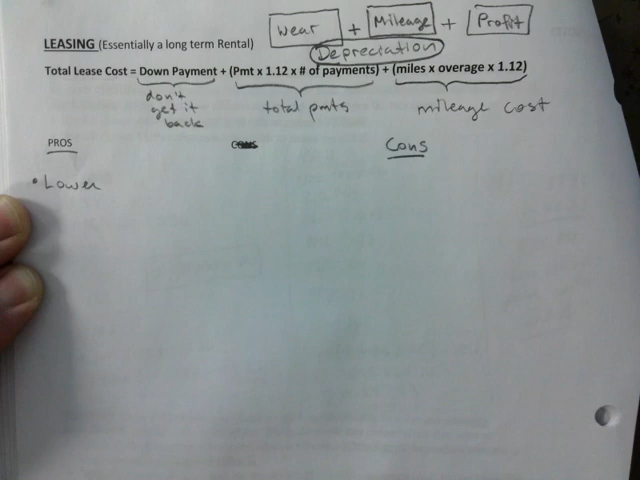 Wear + Mileage + Profit
LEASING (Essentially a long term Rental)
Depreciation
Total Lease Cost = Down Payment + (Pmt x 1.12 x # of payments) + (miles x overage x 1.12)
don't
get it
back
total pmts
mileage cost
PROS
Cons
• Lower